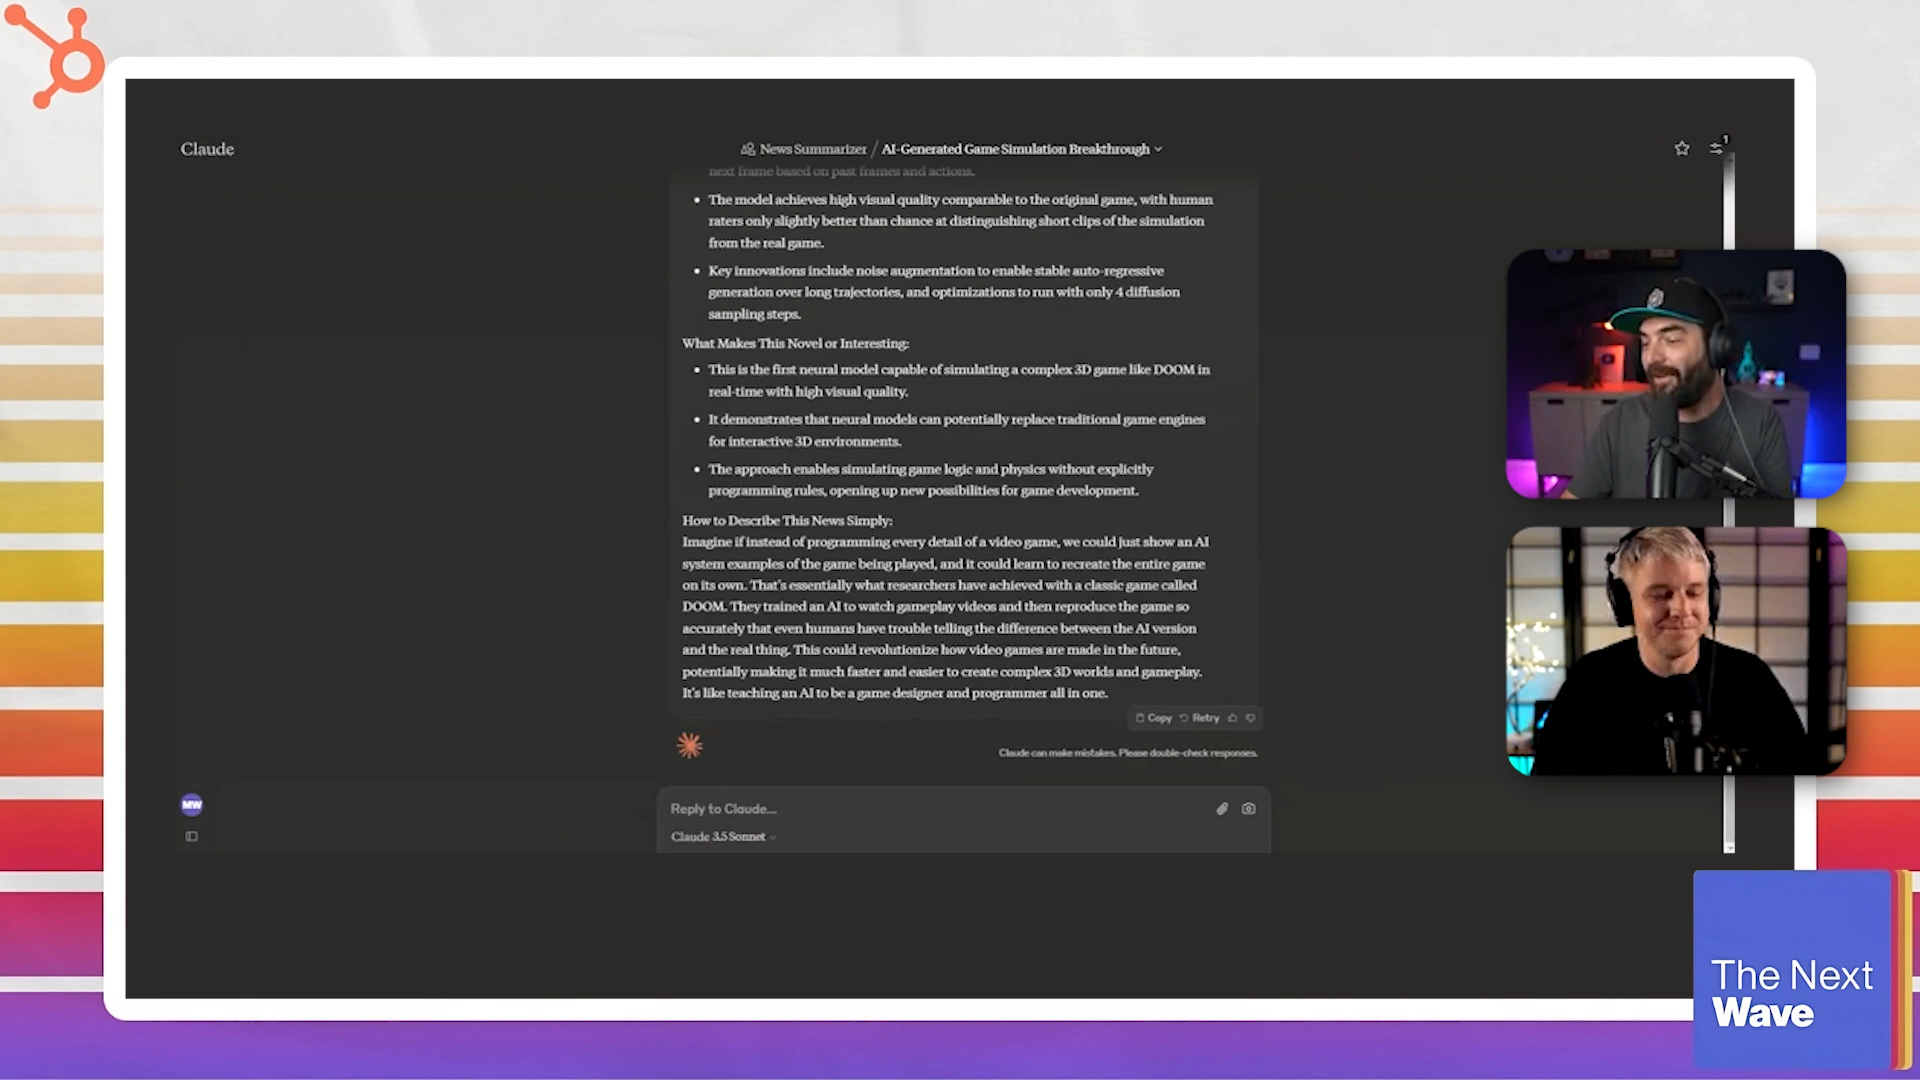 Claude
News Summarizer / AI-Generated Game Simulation Breakthrough
1
next frame based on past frames and actions.
• The model achieves high visual quality comparable to the original game, with human
raters only slightly better than chance at distinguishing short clips of the simulation
from the real game.
• Key innovations include noise augmentation to enable stable auto-regressive
generation over long trajectories, and optimizations to run with only 4 diffusion
sampling steps.
What Makes This Novel or Interesting:
• This is the first neural model capable of simulating a complex 3D game like DOOM in
real-time with high visual quality.
• It demonstrates that neural models can potentially replace traditional game engines
for interactive 3D environments.
• The approach enables simulating game logic and physics without explicitly
programming rules, opening up new possibilities for game development.
How to Describe This News Simply:
Imagine if instead of programming every detail of a video game, we could just show an AI
system examples of the game being played, and it could learn to recreate the entire game
on its own. That's essentially what researchers have achieved with a classic game called
DOOM. They trained an AI to watch gameplay videos and then reproduce the game so
accurately that even humans have trouble telling the difference between the AI version
and the real thing. This could revolutionize how video games are made in the future,
potentially making it much faster and easier to create complex 3D worlds and gameplay.
It's like teaching an AI to be a game designer and programmer all in one.
Copy Retry
Claude can make mistakes. Please double-check responses.
MW
Reply to Claude...
Claude 3.5 Sonnet
The Next
Wave